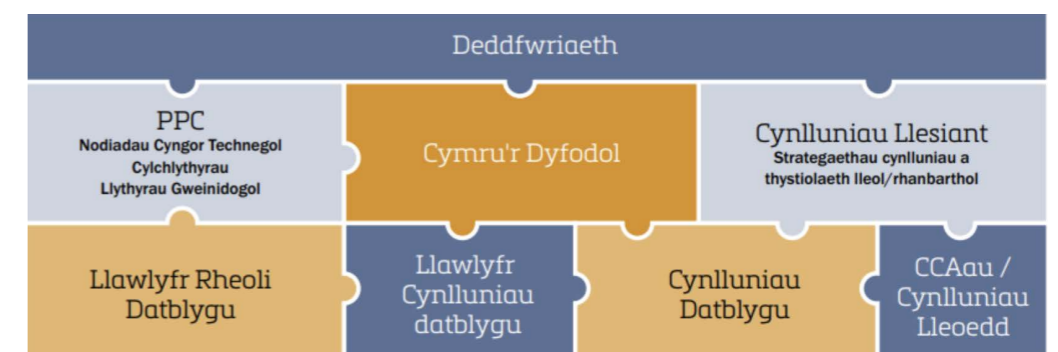 Deddfwriaeth
PPC
Nodiadau Cyngor Technegol
Cylchlythyrau
Llythyrau Gweinidogol
Cymru'r Dyfodol
Cynlluniau Llesiant
Strategaethau cynlluniau a
thystiolaeth lleol/rhanbarthol
Llawlyfr Rheoli
Datblygu
Llawlyfr
Cynlluniau
datblygu
Cynlluniau
Datblygu
CCAau /
Cynlluniau
Lleoedd